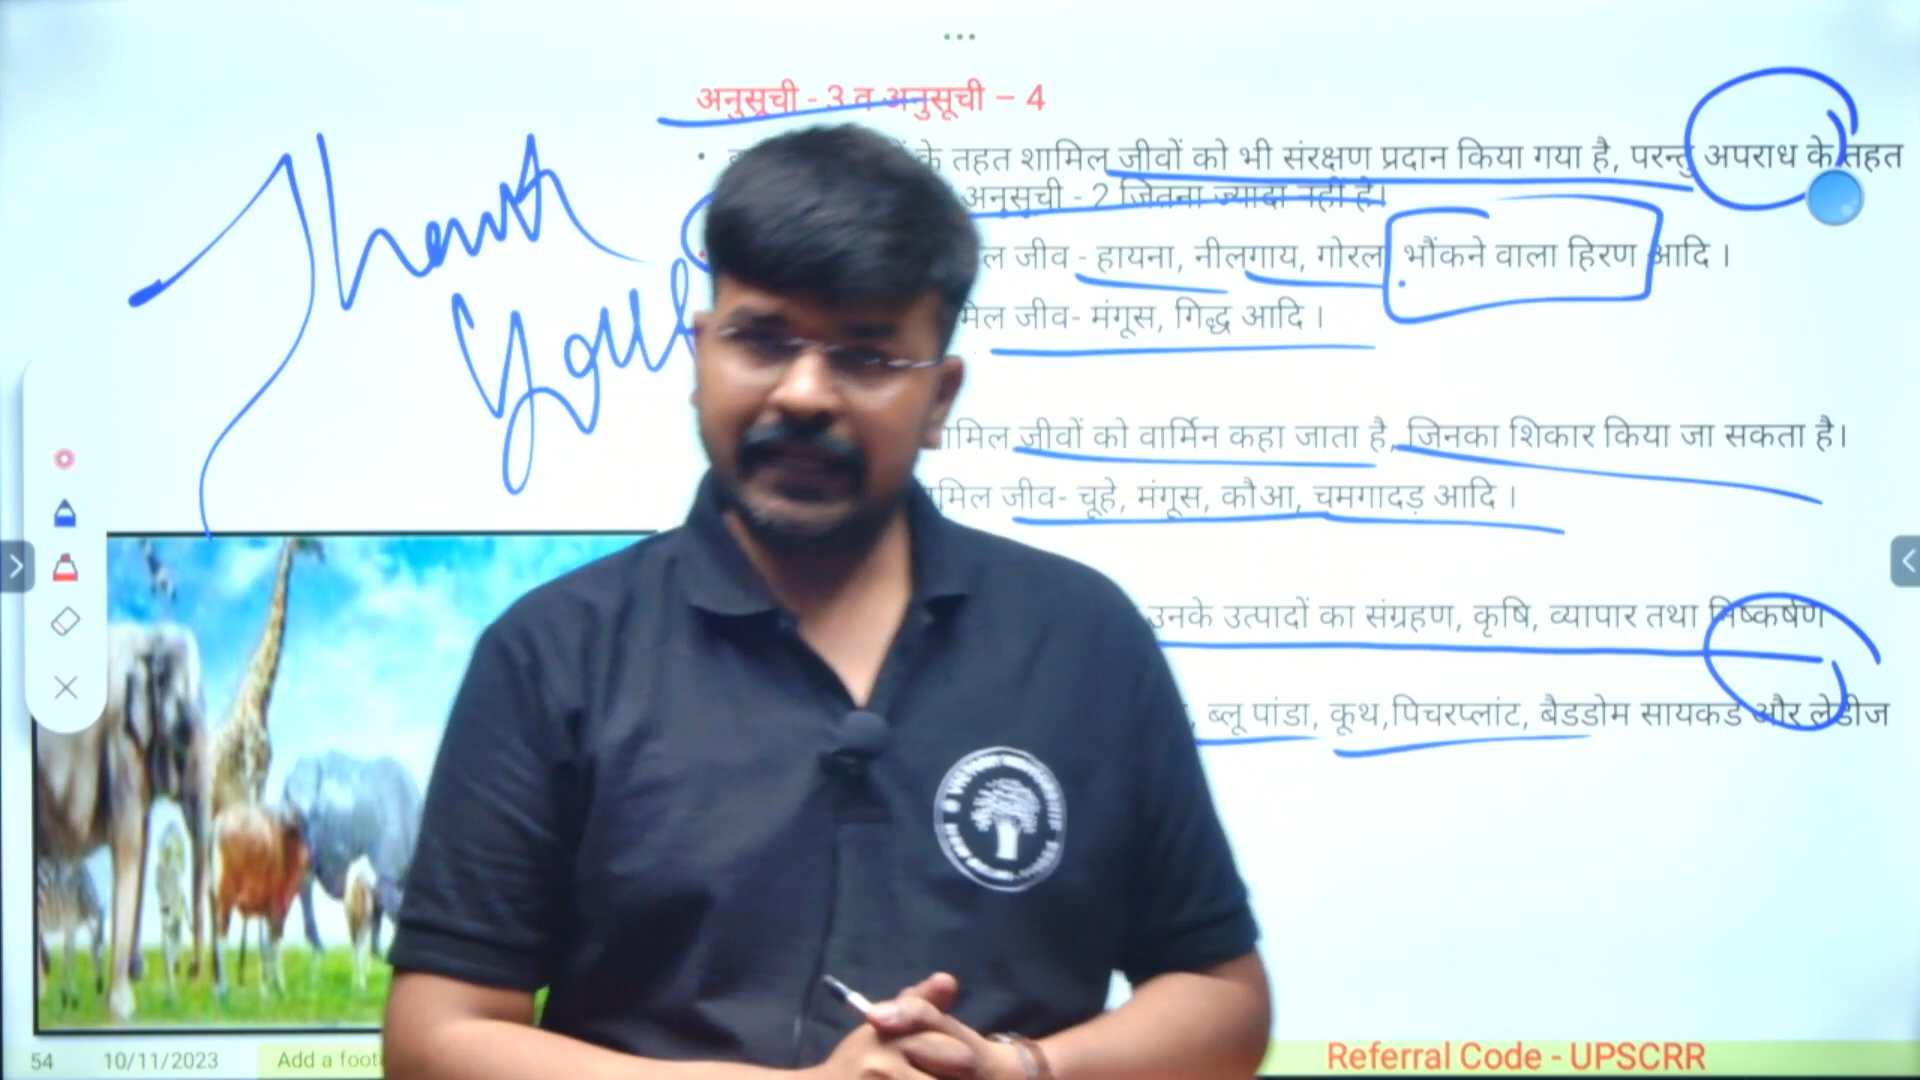 ...
अनुसूची - 3 व अनुसूची – 4
के तहत शामिल जीवों को भी संरक्षण प्रदान किया गया है, परन्तु अपराध के तहत
अनुसूची - 2 जितना ज्यादा नहीं है।
जीव - हायना, नीलगाय, गोरल, भौंकने वाला हिरण आदि ।
जीव- मंगूस, गिद्ध आदि ।
Thank
You
जीवों को वार्मिन कहा जाता है, जिनका शिकार किया जा सकता है।
जीव- चूहे, मंगूस, कौआ, चमगादड़ आदि ।
उनके उत्पादों का संग्रहण, कृषि, व्यापार तथा निष्कर्षण
ब्लू पांडा, कूथ,पिचरप्लांट, बैडडोम सायकड और लेडीज
54 10/11/2023 Add a
Referral Code - UPSCRR